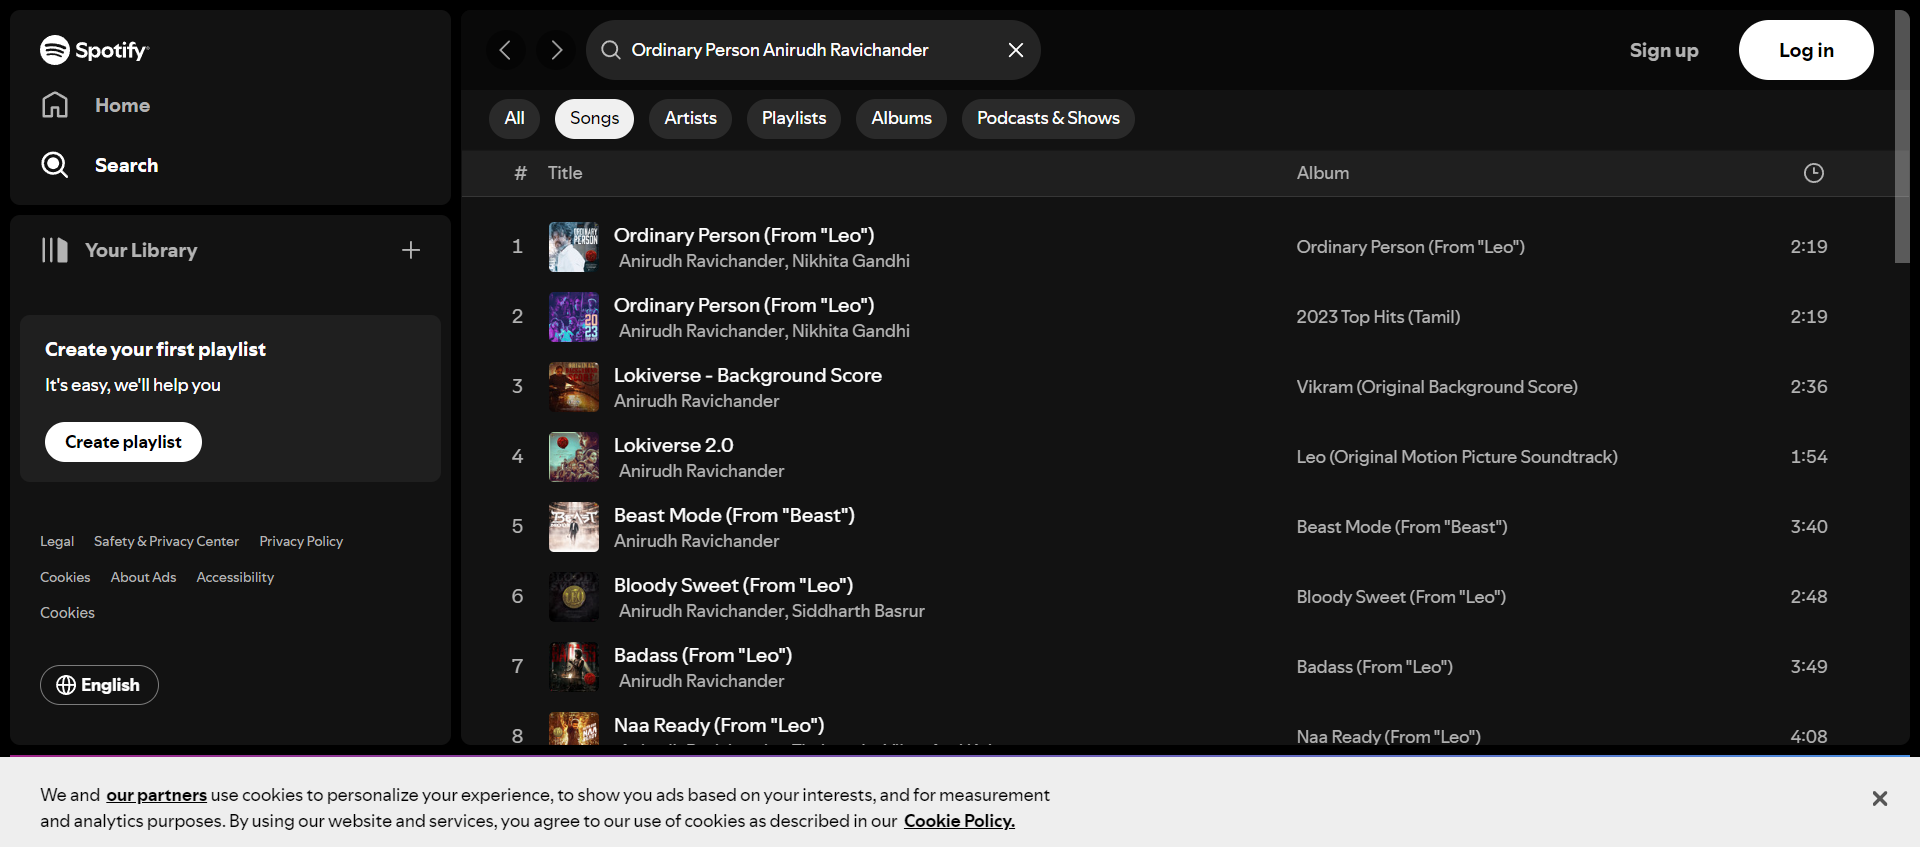 Spotify
Home
Search
Your Library
Create your first playlist
It's easy, we'll help you
Create playlist
Legal Safety & Privacy Center Privacy Policy
Cookies About Ads Accessibility
Cookies
English
Ordinary Person Anirudh Ravichander
Sign up
Log in
All Songs Artists Playlists Albums Podcasts & Shows
# Title Album
1 Ordinary Person (From "Leo") Ordinary Person (From "Leo") 2:19
Anirudh Ravichander, Nikhita Gandhi
2 Ordinary Person (From "Leo") 2023 Top Hits (Tamil) 2:19
Anirudh Ravichander, Nikhita Gandhi
3 Lokiverse - Background Score Vikram (Original Background Score) 2:36
Anirudh Ravichander
4 Lokiverse 2.0 Leo (Original Motion Picture Soundtrack) 1:54
Anirudh Ravichander
5 Beast Mode (From "Beast") Beast Mode (From "Beast") 3:40
Anirudh Ravichander
6 Bloody Sweet (From "Leo") Bloody Sweet (From "Leo") 2:48
Anirudh Ravichander, Siddharth Basrur
7 Badass (From "Leo") Badass (From "Leo") 3:49
Anirudh Ravichander
8 Naa Ready (From "Leo") Naa Ready (From "Leo") 4:08
We and our partners use cookies to personalize your experience, to show you ads based on your interests, and for measurement
and analytics purposes. By using our website and services, you agree to our use of cookies as described in our Cookie Policy.